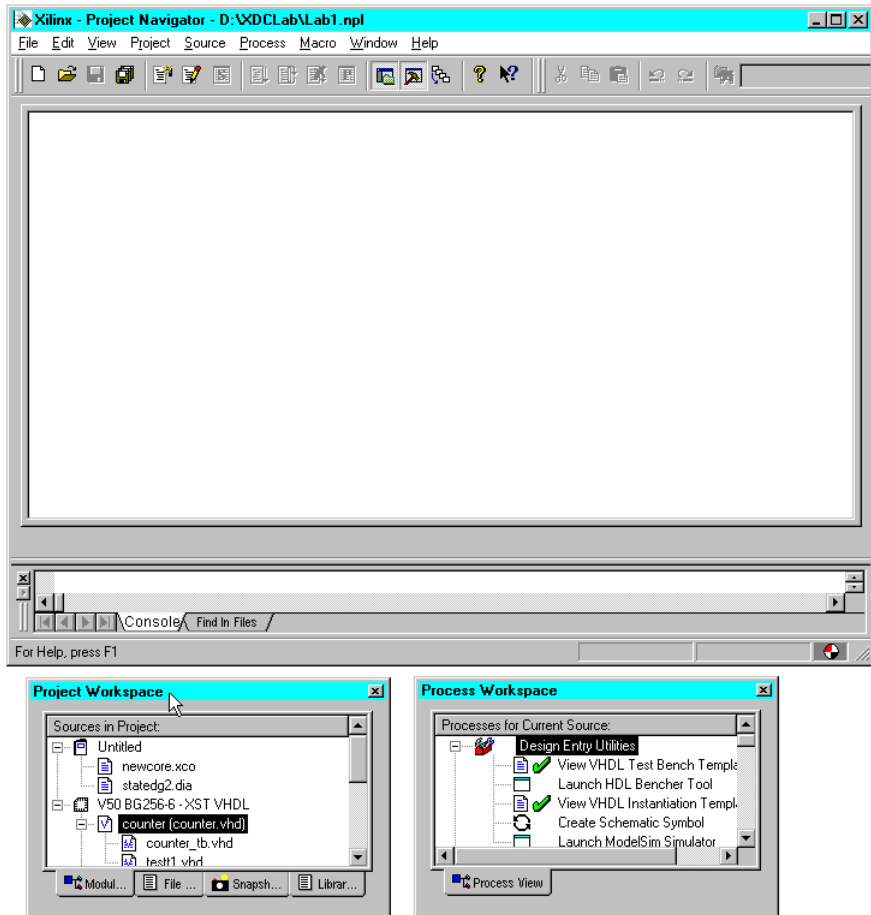 Xilinx - Project Navigator - D:\XDCLab\Lab1.npl
File Edit View Project Source Process Macro Window Help
Console Find In Files
For Help, press F1
Project Workspace
Sources in Project:
Untitled
newcore.xco
statedg2.dia
V50 BG256-6 - XST VHDL
counter (counter.vhd)
counter_tb.vhd
testt1.vhd
Modul... File ... Snapsh... Librar...
Process Workspace
Processes for Current Source:
Design Entry Utilities
View VHDL Test Bench Templa
Launch HDL Bencher Tool
View VHDL Instantiation Templ
Create Schematic Symbol
Launch ModelSim Simulator
Process View